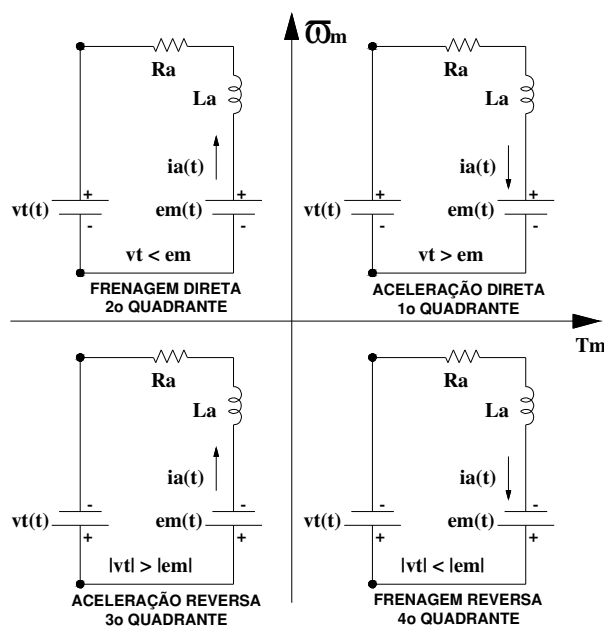 ϖm
Ra
La
ia(t)
+
+
vt(t)
em(t)
-
-
vt < em
FRENAGEM DIRETA
2o QUADRANTE
Ra
La
ia(t)
+
+
vt(t)
em(t)
-
-
vt > em
ACELERAÇÃO DIRETA
1o QUADRANTE
Tm
Ra
La
ia(t)
-
-
vt(t)
em(t)
+
+
|vt| > |em|
ACELERAÇÃO REVERSA
3o QUADRANTE
Ra
La
ia(t)
-
-
vt(t)
em(t)
+
+
|vt| < |em|
FRENAGEM REVERSA
4o QUADRANTE